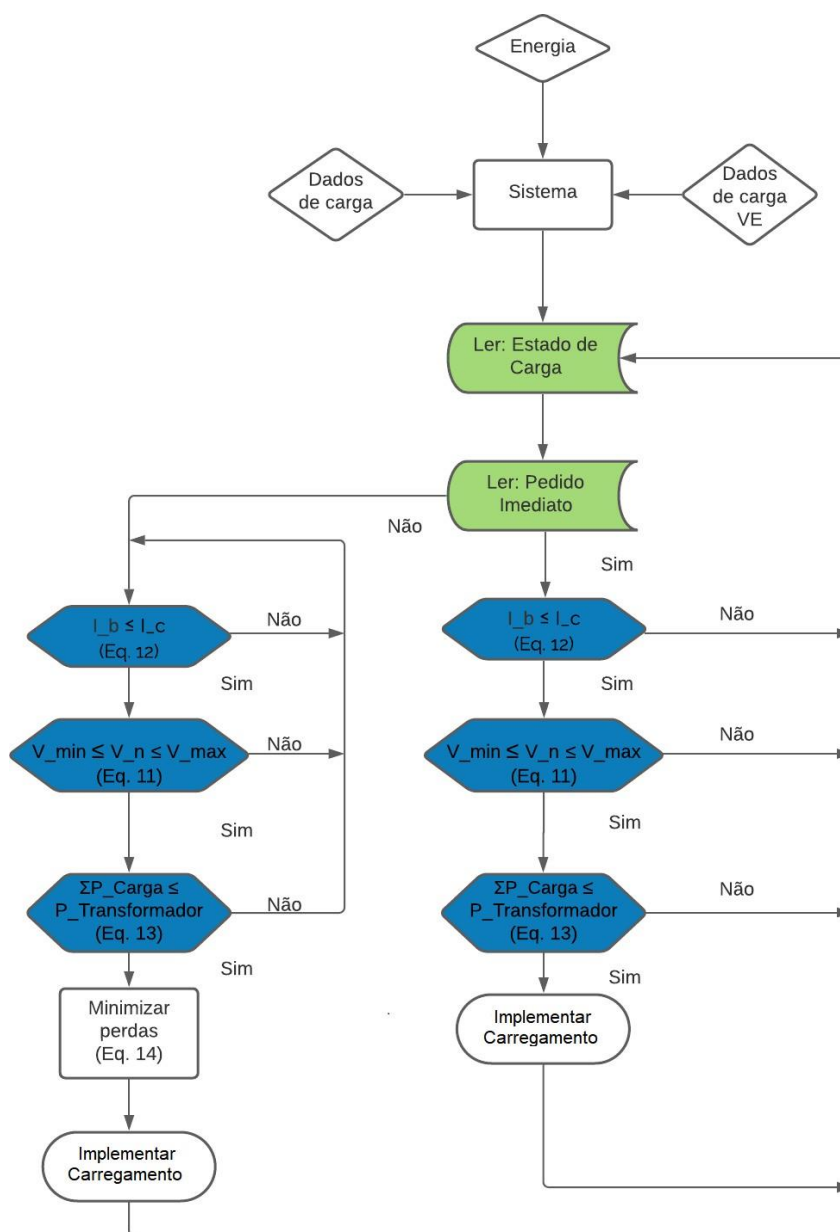 Energia
Dados
de carga
Sistema
Dados
de carga
VE
Ler: Estado de
Carga
Ler: Pedido
Imediato
Não
Sim
I_b ≤ I_c
(Eq. 12)
Não
Sim
V_min ≤ V_n ≤ V_max
(Eq. 11)
Não
Sim
ΣP_Carga ≤
P_Transformador
(Eq. 13)
Não
Sim
Minimizar
perdas
(Eq. 14)
Implementar
Carregamento
I_b ≤ I_c
(Eq. 12)
Não
Sim
V_min ≤ V_n ≤ V_max
(Eq. 11)
Não
Sim
ΣP_Carga ≤
P_Transformador
(Eq. 13)
Não
Sim
Implementar
Carregamento